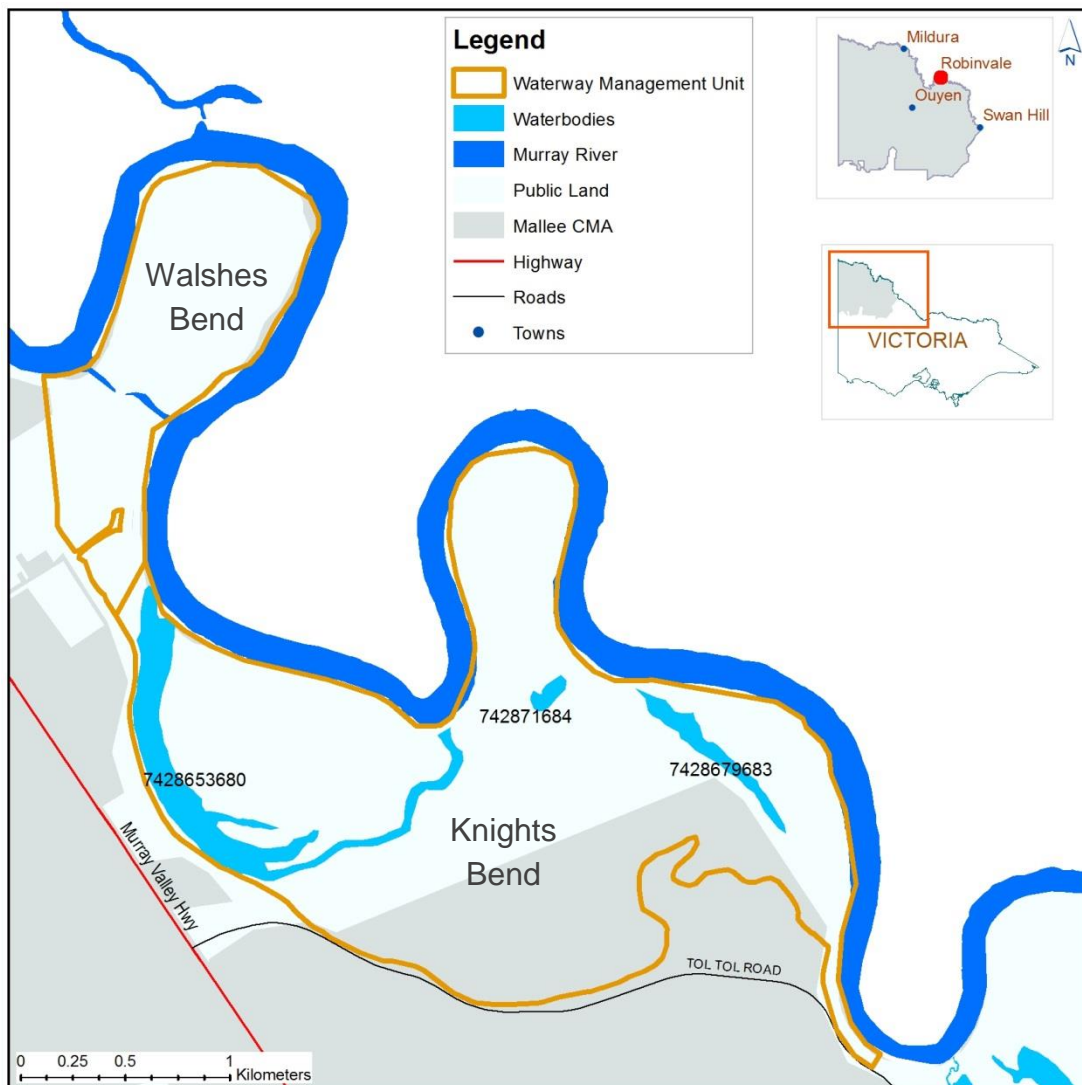 Legend
Waterway Management Unit
Waterbodies
Murray River
Public Land
Mallee CMA
Highway
Roads
Towns
Mildura
Robinvale
Ouyen
Swan Hill
N
VICTORIA
Walshes
Bend
742871684
7428653680
7428679683
Knights
Bend
Murray Valley Hwy
TOL TOL ROAD
0 0.25 0.5 1
Kilometers